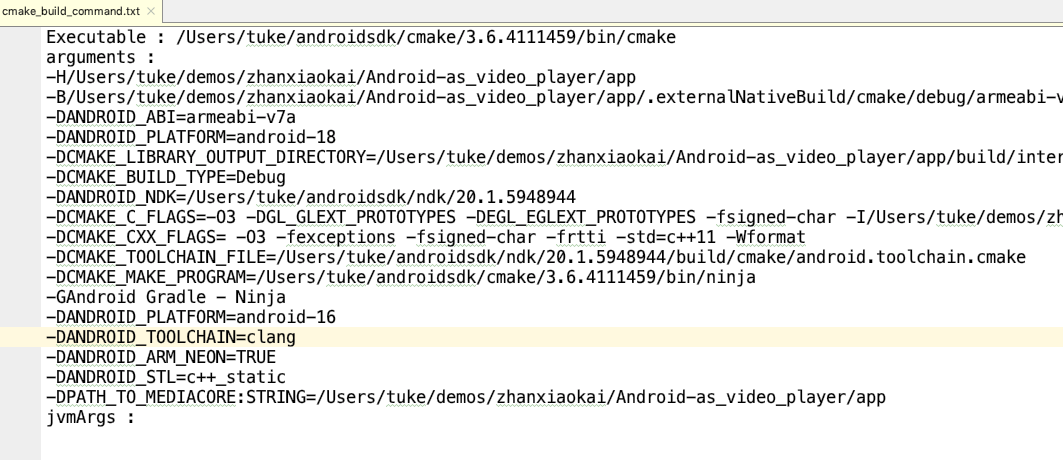 cmake_build_command.txt
Executable : /Users/tuke/androidsdk/cmake/3.6.4111459/bin/cmake
arguments :
-H/Users/tuke/demos/zhanxiaokai/Android-as_video_player/app
-B/Users/tuke/demos/zhanxiaokai/Android-as_video_player/app/.externalNativeBuild/cmake/debug/armeabi-v
-DANDROID_ABI=armeabi-v7a
-DANDROID_PLATFORM=android-18
-DCMAKE_LIBRARY_OUTPUT_DIRECTORY=/Users/tuke/demos/zhanxiaokai/Android-as_video_player/app/build/inter
-DCMAKE_BUILD_TYPE=Debug
-DANDROID_NDK=/Users/tuke/androidsdk/ndk/20.1.5948944
-DCMAKE_C_FLAGS=-O3 -DGL_GLEXT_PROTOTYPES -DEGL_EGLEXT_PROTOTYPES -fsigned-char -I/Users/tuke/demos/zh
-DCMAKE_CXX_FLAGS= -O3 -fexceptions -fsigned-char -frtti -std=c++11 -Wformat
-DCMAKE_TOOLCHAIN_FILE=/Users/tuke/androidsdk/ndk/20.1.5948944/build/cmake/android.toolchain.cmake
-DCMAKE_MAKE_PROGRAM=/Users/tuke/androidsdk/cmake/3.6.4111459/bin/ninja
-GAndroid Gradle - Ninja
-DANDROID_PLATFORM=android-16
-DANDROID_TOOLCHAIN=clang
-DANDROID_ARM_NEON=TRUE
-DANDROID_STL=c++_static
-DPATH_TO_MEDIACORE:STRING=/Users/tuke/demos/zhanxiaokai/Android-as_video_player/app
jvmArgs :